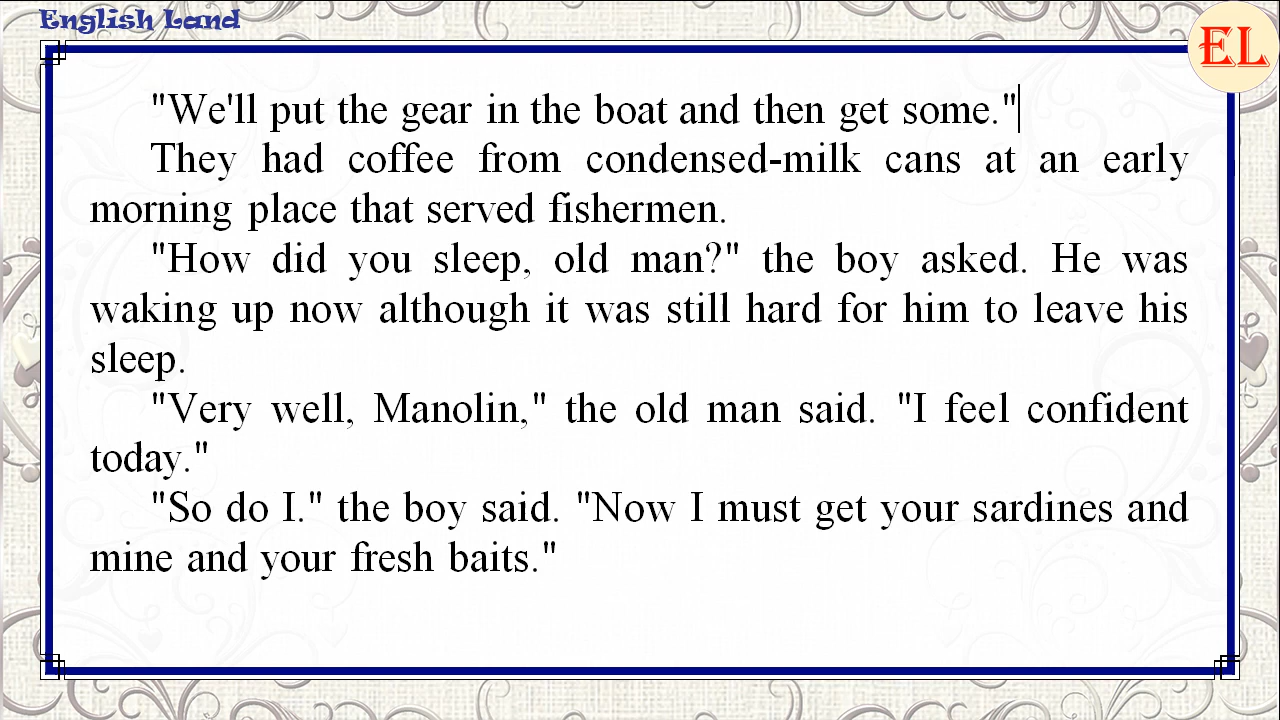 English Land
EL
"We'll put the gear in the boat and then get some."
They had coffee from condensed-milk cans at an early
morning place that served fishermen.
"How did you sleep, old man?" the boy asked. He was
waking up now although it was still hard for him to leave his
sleep.
"Very well, Manolin," the old man said. "I feel confident
today."
"So do I." the boy said. "Now I must get your sardines and
mine and your fresh baits."